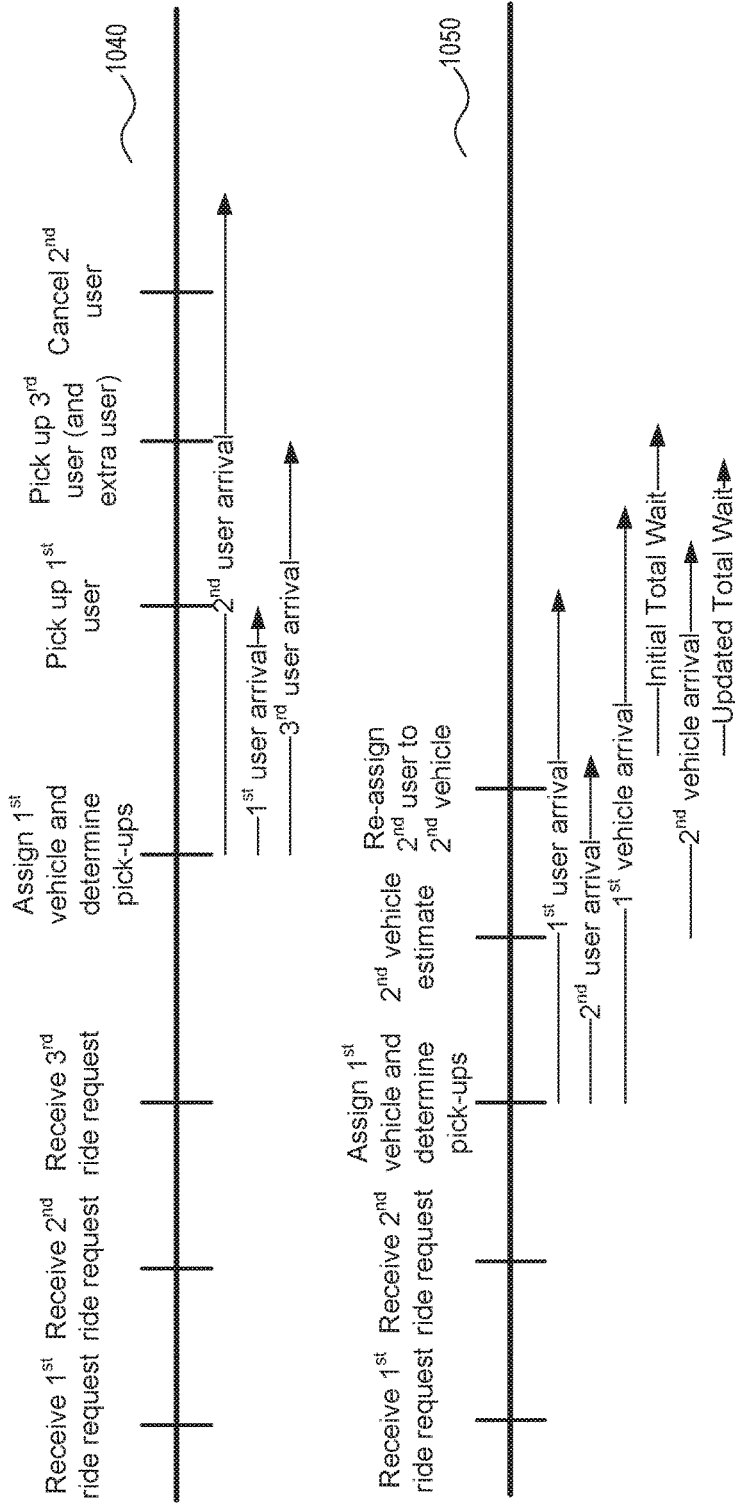 Receive 1st
ride request
Receive 2nd
ride request
Receive 3rd
ride request
Assign 1st
vehicle and
determine
pick-ups
Pick up 1st
user
Pick up 3rd
user (and
extra user)
Cancel 2nd
user
1040
2nd user arrival
1st user arrival
3rd user arrival
Receive 1st
ride request
Receive 2nd
ride request
Assign 1st
vehicle and
determine
pick-ups
2nd vehicle
estimate
Re-assign
2nd user to
2nd vehicle
1050
1st user arrival
2nd user arrival
1st vehicle arrival
Initial Total Wait
2nd vehicle arrival
Updated Total Wait